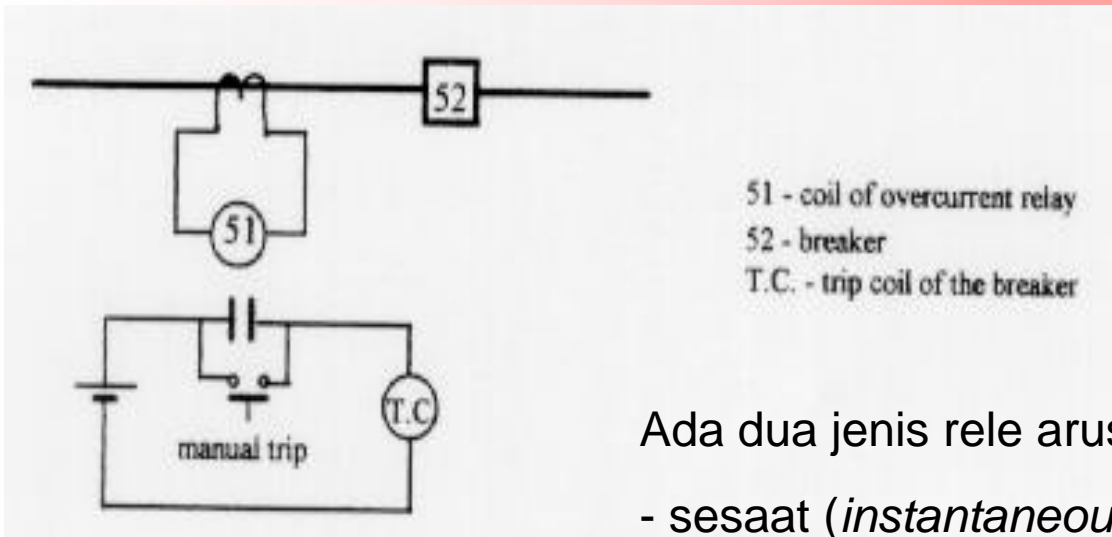 52
51
51 - coil of overcurrent relay
52 - breaker
T.C. - trip coil of the breaker
T.C
manual trip
Ada dua jenis rele arus
- sesaat (instantaneou